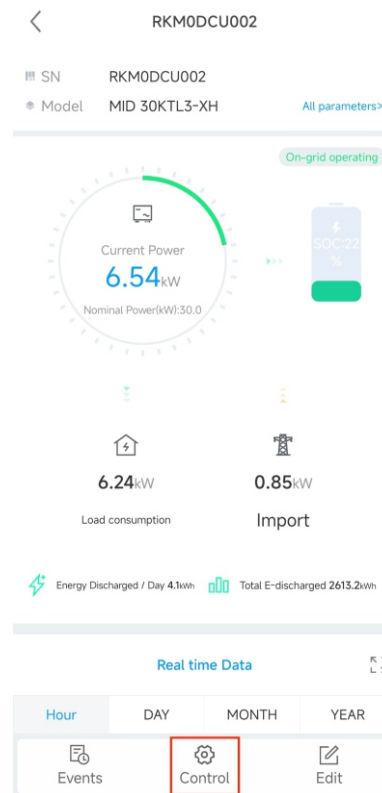 RKM0DCU002
SN RKM0DCU002
Model MID 30KTL3-XH All parameters>
On-grid operating
Current Power
6.54kW
Nominal Power(kW):30.0
SOC:22
%
6.24kW 0.85kW
Load consumption Import
Energy Discharged / Day 4.1kWh Total E-discharged 2613.2kWh
Real time Data
Hour DAY MONTH YEAR
Events Control Edit